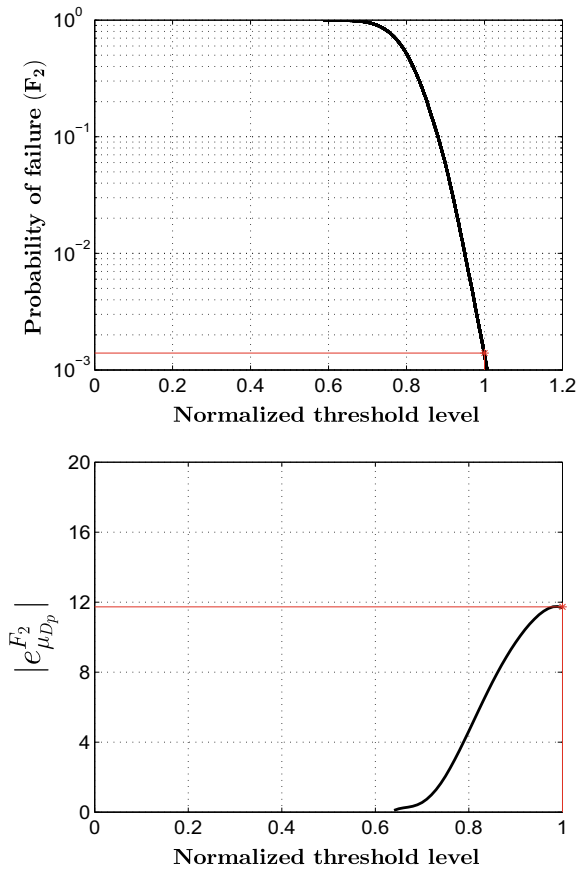 10^0
10^−1
10^−2
10^−3
Probability of failure (F_2)
0 0.2 0.4 0.6 0.8 1 1.2
Normalized threshold level
20
16
12
8
4
0
|e^{F_2}_{μ_{D_p}}|
0 0.2 0.4 0.6 0.8 1
Normalized threshold level